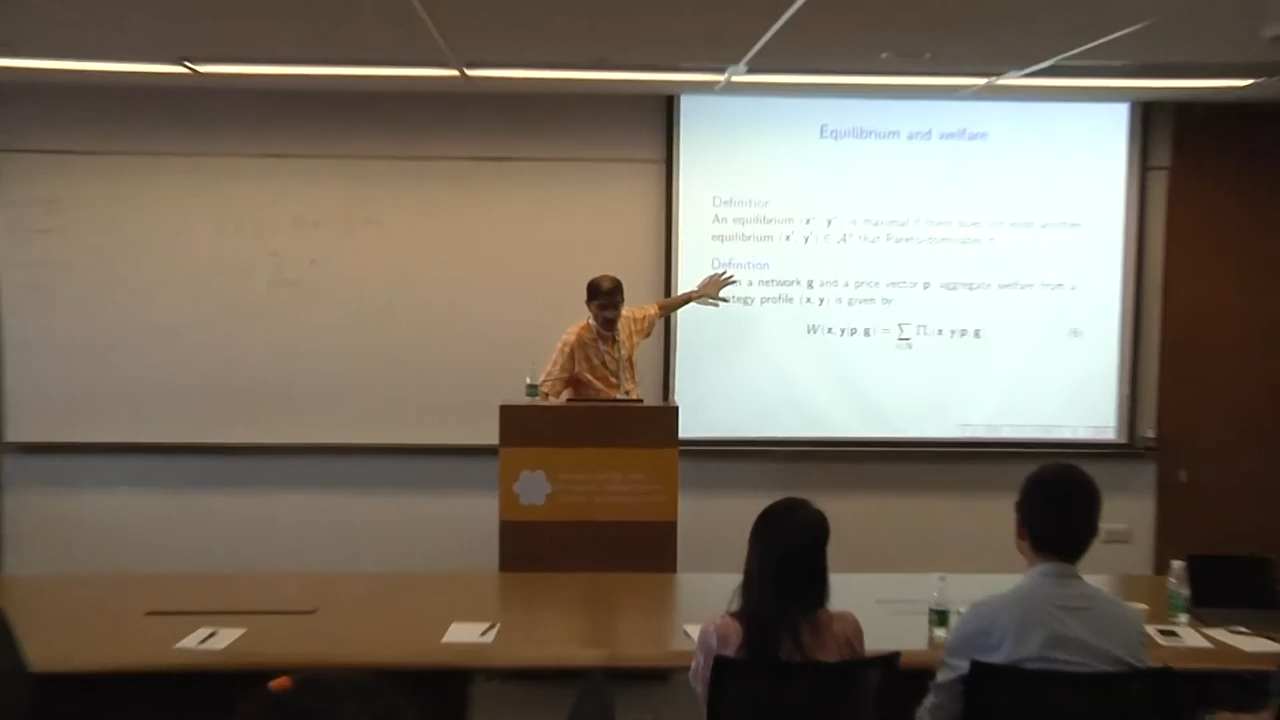 Equilibrium and welfare
Definition
An equilibrium (x* y*) is maximal if there does not exist another
equilibrium (x' y') ∈ A* that Pareto-dominates it
Definition
a network g and a price vector p aggregate welfare from a
strategy profile (x, y) is given by
W(x, y|p, g) = ∑ Πᵢ(x y|p, g)